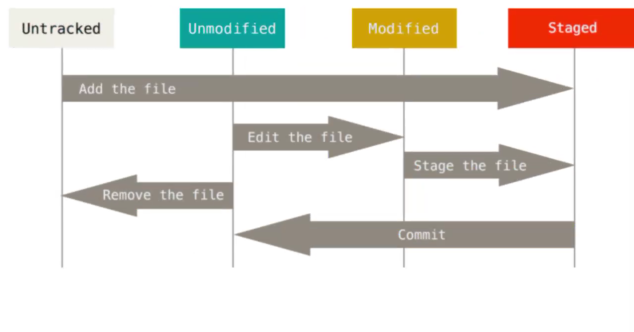 Untracked
Unmodified
Modified
Staged
Add the file
Edit the file
Stage the file
Remove the file
Commit